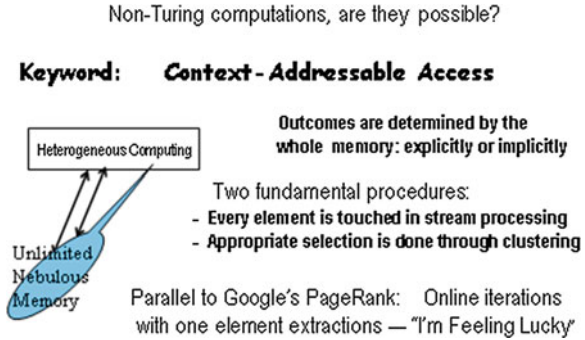 Non-Turing computations, are they possible?
Keyword: Context-Addressable Access
Outcomes are determined by the
whole memory: explicitly or implicitly
Heterogeneous Computing
Two fundamental procedures:
- Every element is touched in stream processing
- Appropriate selection is done through clustering
Unlimited
Nebulous
Memory
Parallel to Google's PageRank: Online iterations
with one element extractions — "I'm Feeling Lucky"